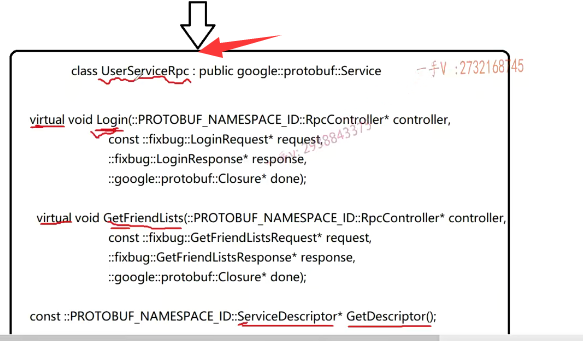 class UserServiceRpc : public google::protobuf::Service
一手V :2732168745
virtual void Login(::PROTOBUF_NAMESPACE_ID::RpcController* controller,
const ::fixbug::LoginRequest* request,
::fixbug::LoginResponse* response,
::google::protobuf::Closure* done);
virtual void GetFriendLists(::PROTOBUF_NAMESPACE_ID::RpcController* controller,
const ::fixbug::GetFriendListsRequest* request,
::fixbug::GetFriendListsResponse* response,
::google::protobuf::Closure* done);
const ::PROTOBUF_NAMESPACE_ID::ServiceDescriptor* GetDescriptor();